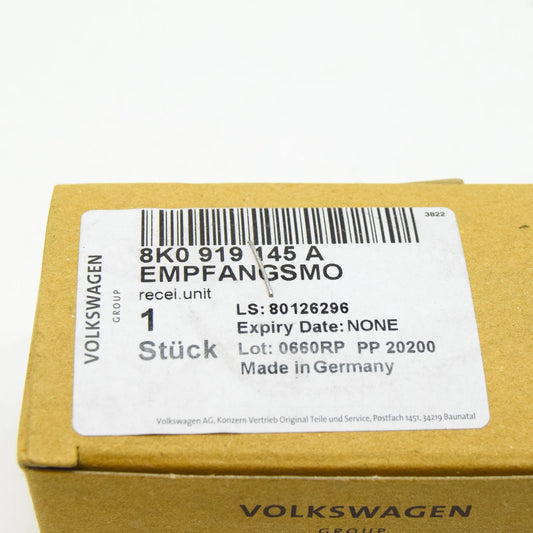 3822
8K0 919 145 A
EMPFANGSMO
recei.unit
1
Stück
LS: 80126296
Expiry Date: NONE
Lot: 0660RP PP 20200
Made in Germany
VOLKSWAGEN
GROUP
Volkswagen AG, Konzern Vertrieb Original Teile und Service, Postfach 1451, 34219 Baunatal
VOLKSWAGEN
GROUP